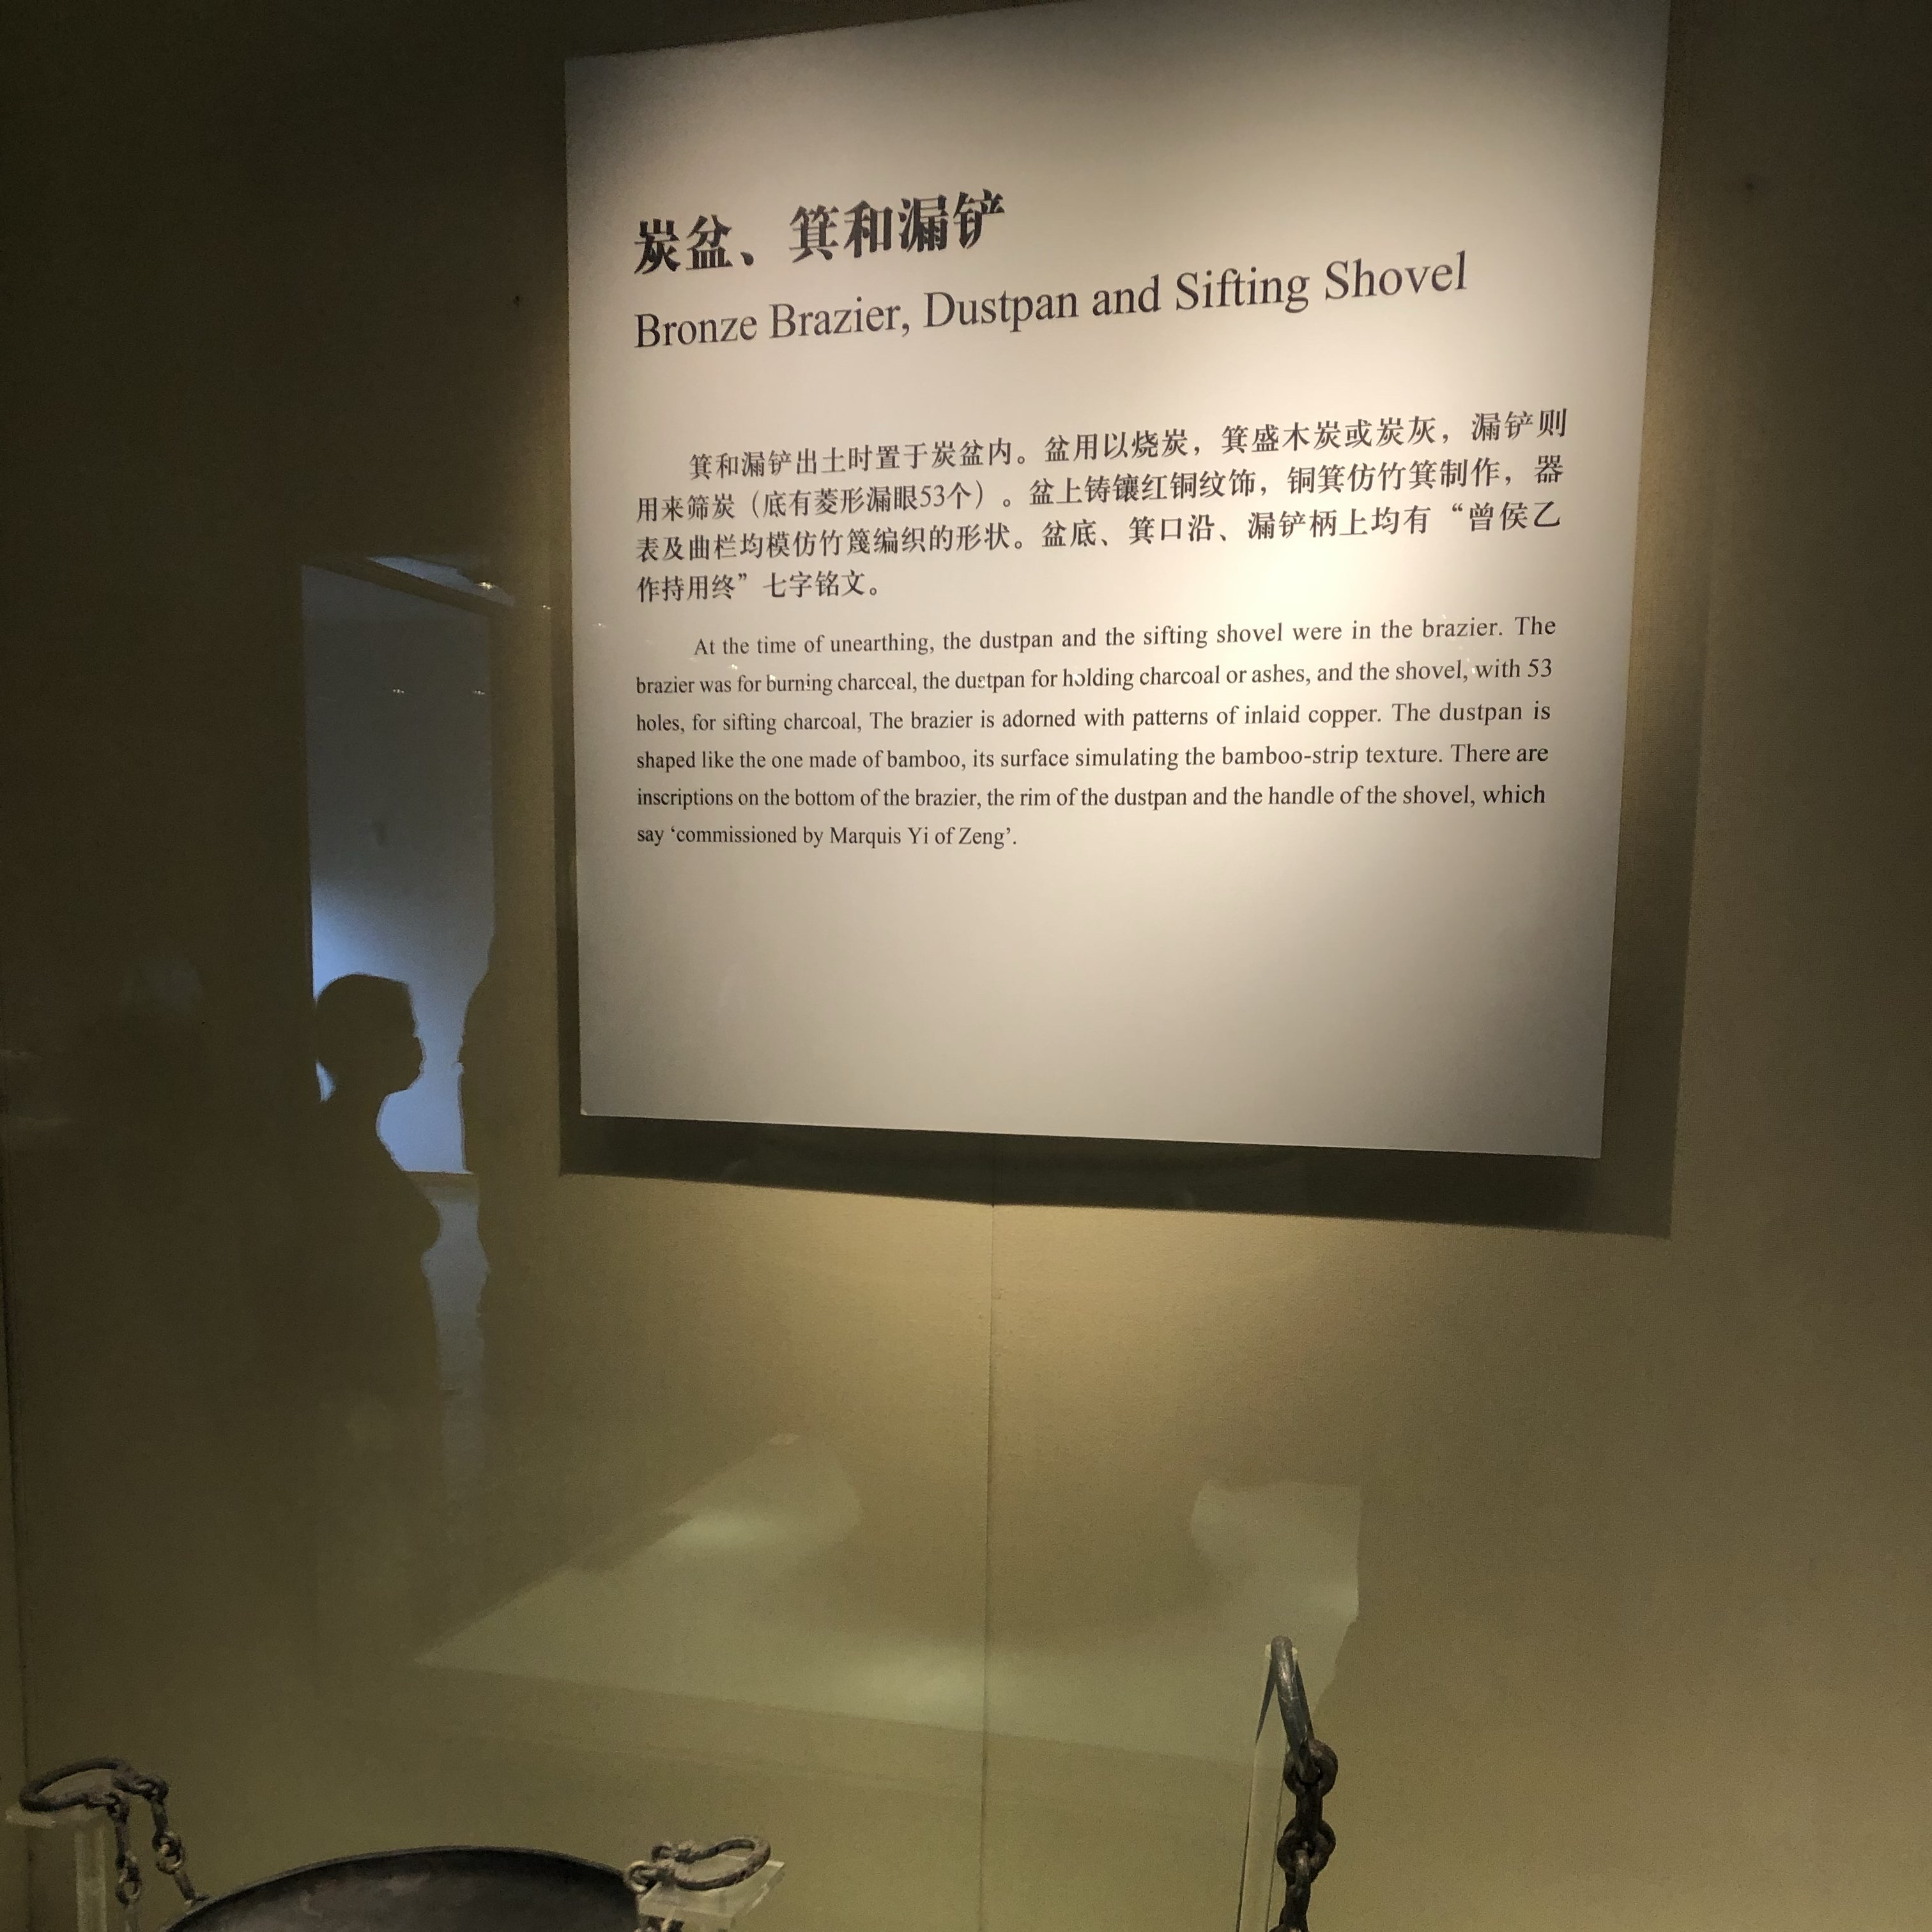 炭盆、箕和漏铲
Bronze Brazier, Dustpan and Sifting Shovel
箕和漏铲出土时置于炭盆内。盆用以烧炭，箕盛木炭或炭灰，漏铲则
用来筛炭（底有菱形漏眼53个）。盆上铸镶红铜纹饰，铜箕仿竹箕制作，器
表及曲栏均模仿竹篾编织的形状。盆底、箕口沿、漏铲柄上均有“曾侯乙
作持用终”七字铭文。
At the time of unearthing, the dustpan and the sifting shovel were in the brazier. The
brazier was for burning charcoal, the dustpan for holding charcoal or ashes, and the shovel, with 53
holes, for sifting charcoal, The brazier is adorned with patterns of inlaid copper. The dustpan is
shaped like the one made of bamboo, its surface simulating the bamboo-strip texture. There are
inscriptions on the bottom of the brazier, the rim of the dustpan and the handle of the shovel, which
say ‘commissioned by Marquis Yi of Zeng’.